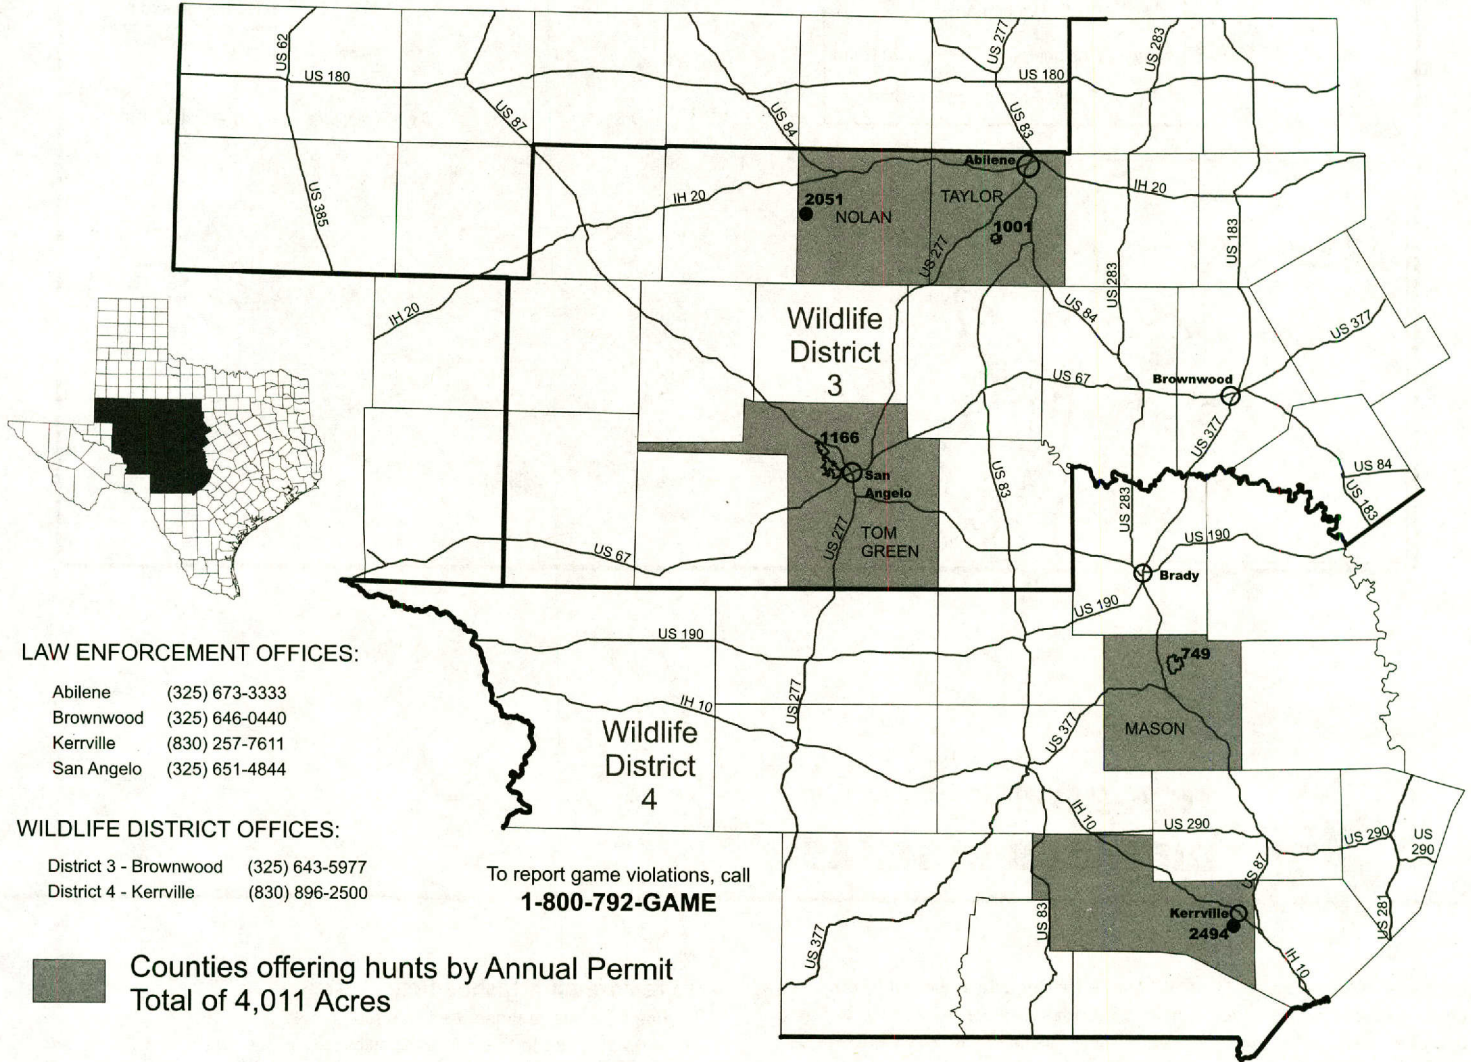 US 62
US 180
US 87
US 84
US 277
US 180
US 83
US 283
US 385
IH 20
Abilene
2051
NOLAN
TAYLOR
1001
US 277
IH 20
US 183
US 283
IH 20
Wildlife
District
3
US 84
US 377
US 67
Brownwood
US 377
1166
San
Angelo
US 83
US 283
US 84
US 183
US 277
TOM
GREEN
US 67
US 190
Brady
US 190
US 190
749
US 277
IH 10
US 377
MASON
Wildlife
District
4
IH 10
US 290
US 290
US
290
US 87
US 83
Kerrville
2494
US 281
IH 10
US 377
LAW ENFORCEMENT OFFICES:
Abilene (325) 673-3333
Brownwood (325) 646-0440
Kerrville (830) 257-7611
San Angelo (325) 651-4844
WILDLIFE DISTRICT OFFICES:
District 3 - Brownwood (325) 643-5977
District 4 - Kerrville (830) 896-2500
To report game violations, call
1-800-792-GAME
Counties offering hunts by Annual Permit
Total of 4,011 Acres